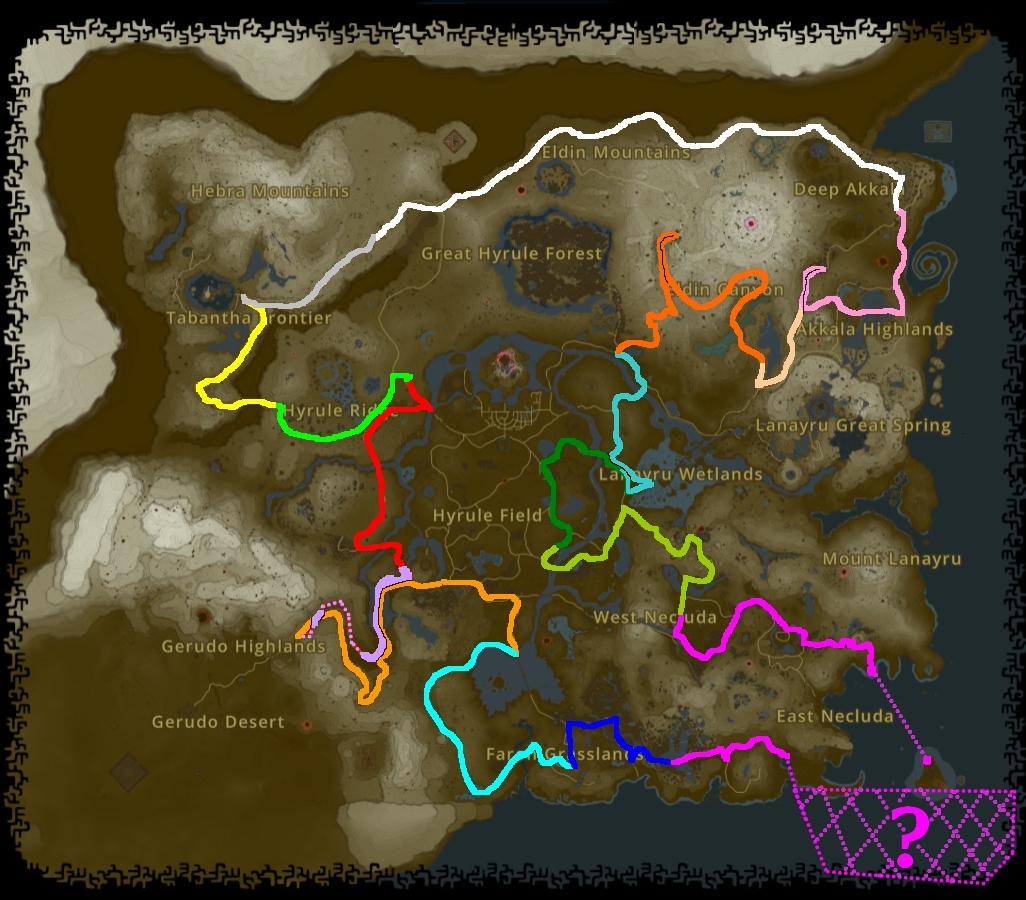 Eldin Mountains
Hebra Mountains
Deep Akkala
Great Hyrule Forest
Eldin Canyon
Tabantha Frontier
Akkala Highlands
Hyrule Ridge
Lanayru Great Spring
Lanayru Wetlands
Hyrule Field
Mount Lanayru
West Necluda
Gerudo Highlands
East Necluda
Gerudo Desert
Faron Grasslands
?